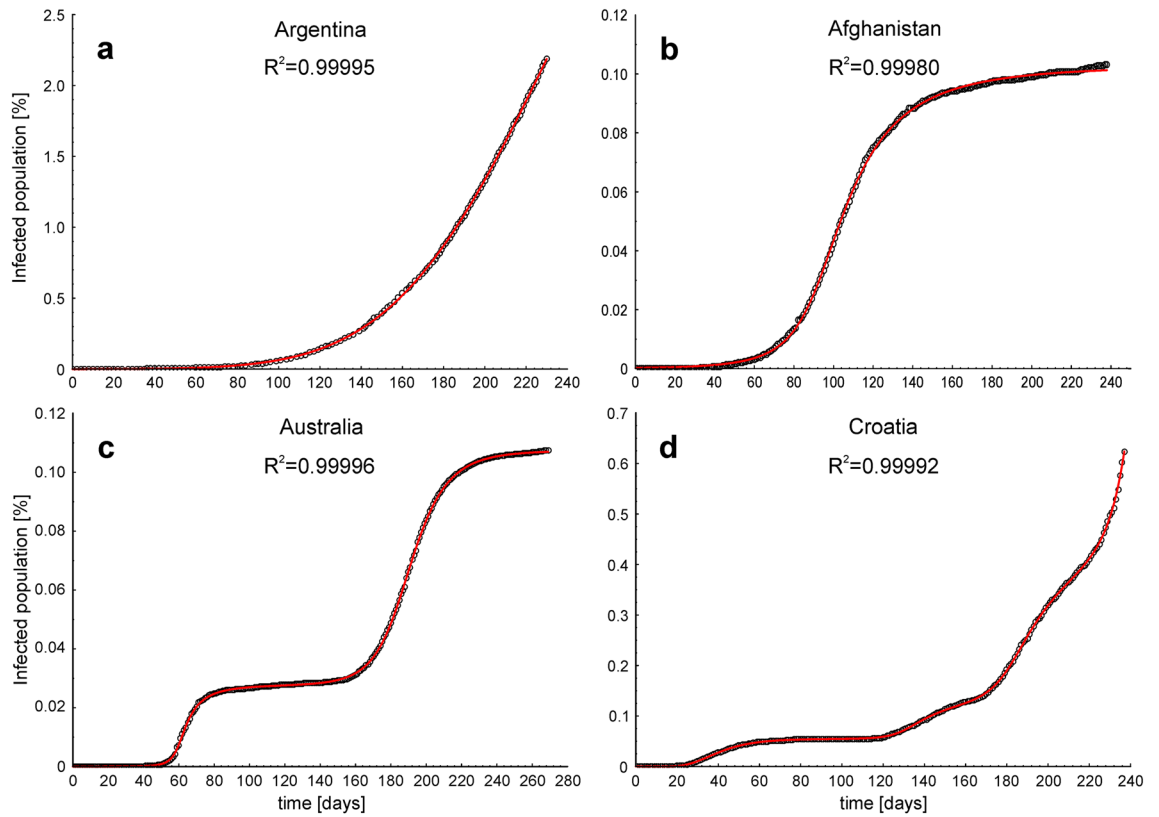 a
Argentina
R²=0.99995
Infected population [%]
2.5
2.0
1.5
1.0
0.5
0
0 20 40 60 80 100 120 140 160 180 200 220 240
b
Afghanistan
R²=0.99980
0.12
0.10
0.08
0.06
0.04
0.02
0
0 20 40 60 80 100 120 140 160 180 200 220 240
c
Australia
R²=0.99996
Infected population [%]
0.12
0.10
0.08
0.06
0.04
0.02
0
0 20 40 60 80 100 120 140 160 180 200 220 240 260 280
time [days]
d
Croatia
R²=0.99992
0.7
0.6
0.5
0.4
0.3
0.2
0.1
0
0 20 40 60 80 100 120 140 160 180 200 220 240
time [days]